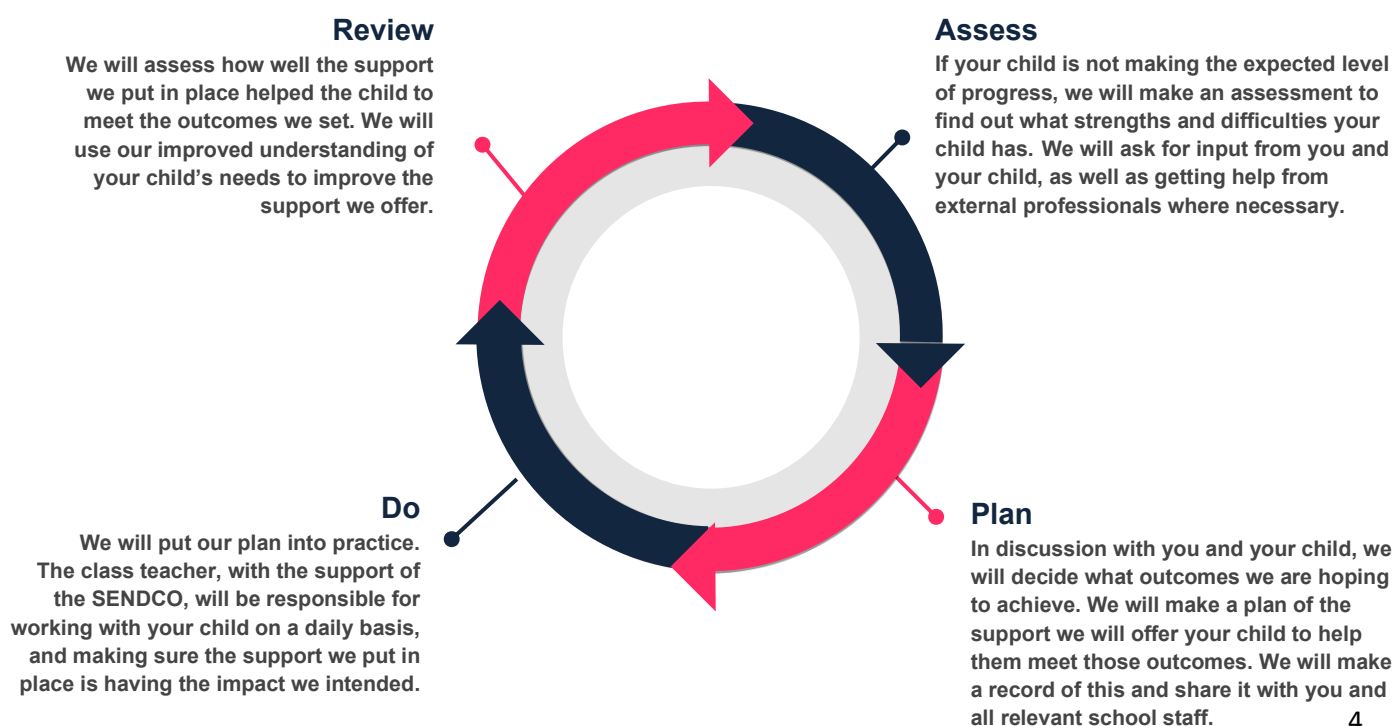 Review
We will assess how well the support
we put in place helped the child to
meet the outcomes we set. We will
use our improved understanding of
your child’s needs to improve the
support we offer.
Assess
If your child is not making the expected level
of progress, we will make an assessment to
find out what strengths and difficulties your
child has. We will ask for input from you and
your child, as well as getting help from
external professionals where necessary.
Do
We will put our plan into practice.
The class teacher, with the support of
the SENDCO, will be responsible for
working with your child on a daily basis,
and making sure the support we put in
place is having the impact we intended.
Plan
In discussion with you and your child, we
will decide what outcomes we are hoping
to achieve. We will make a plan of the
support we will offer your child to help
them meet those outcomes. We will make
a record of this and share it with you and
all relevant school staff.
4